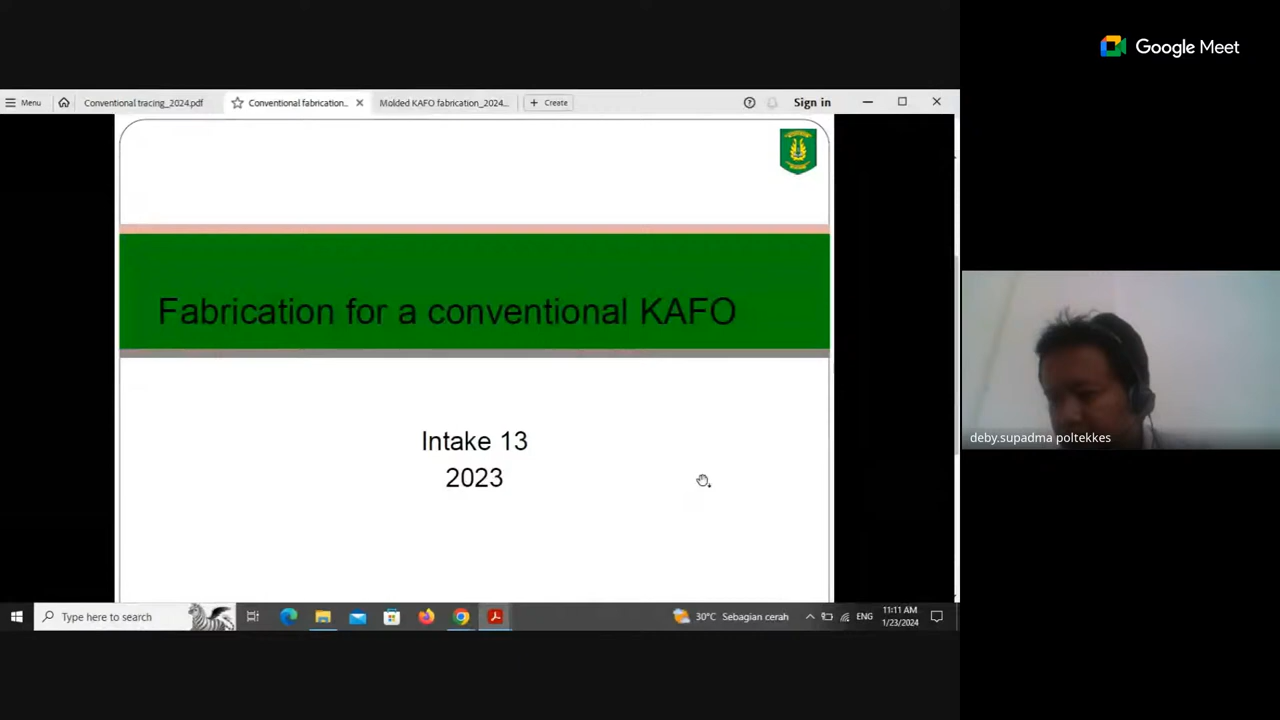 Google Meet
Menu
Conventional tracing_2024.pdf
Conventional fabrication...
Molded KAFO fabrication_2024...
Create
Sign in
Fabrication for a conventional KAFO
Intake 13
2023
deby.supadma poltekkes
Type here to search
30°C Sebagian cerah
ENG
11:11 AM
1/23/2024